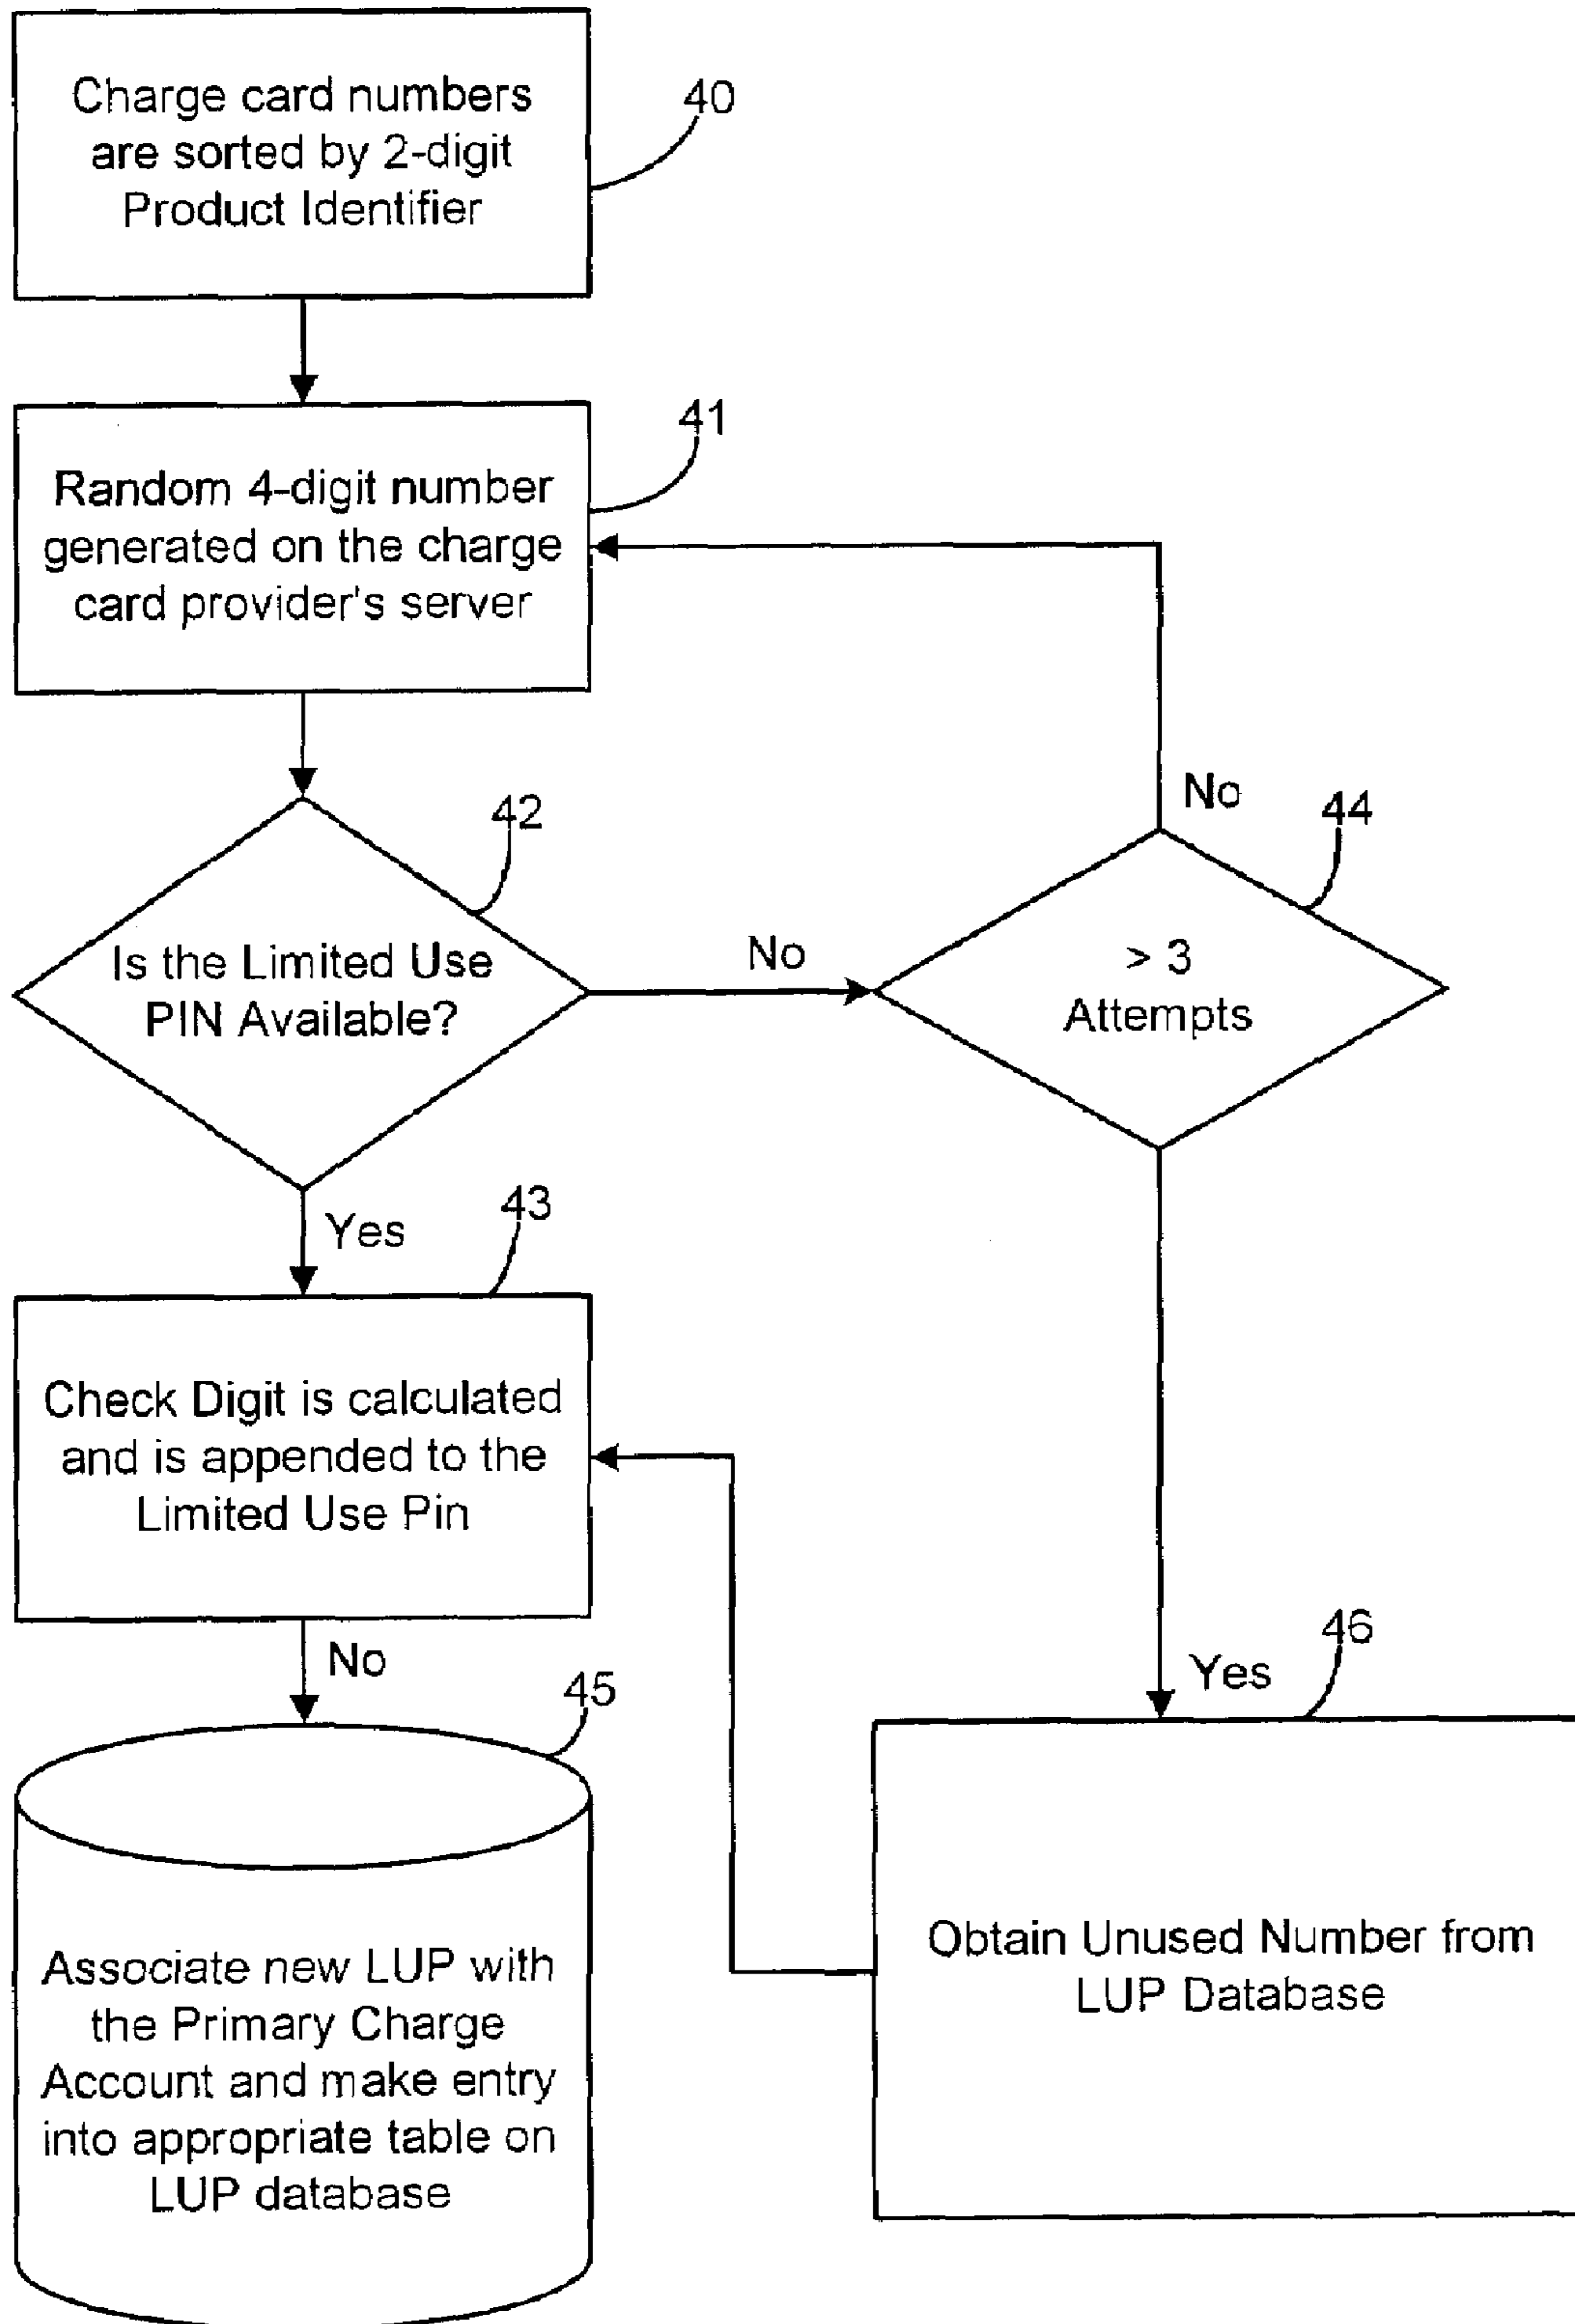 Charge card numbers
are sorted by 2-digit
Product Identifier
40
Random 4-digit number
generated on the charge
card provider's server
41
Is the Limited Use
PIN Available?
42
No
> 3
Attempts
44
No
Yes
Check Digit is calculated
and is appended to the
Limited Use Pin
43
No
Yes
Associate new LUP with
the Primary Charge
Account and make entry
into appropriate table on
LUP database
45
Obtain Unused Number from
LUP Database
46